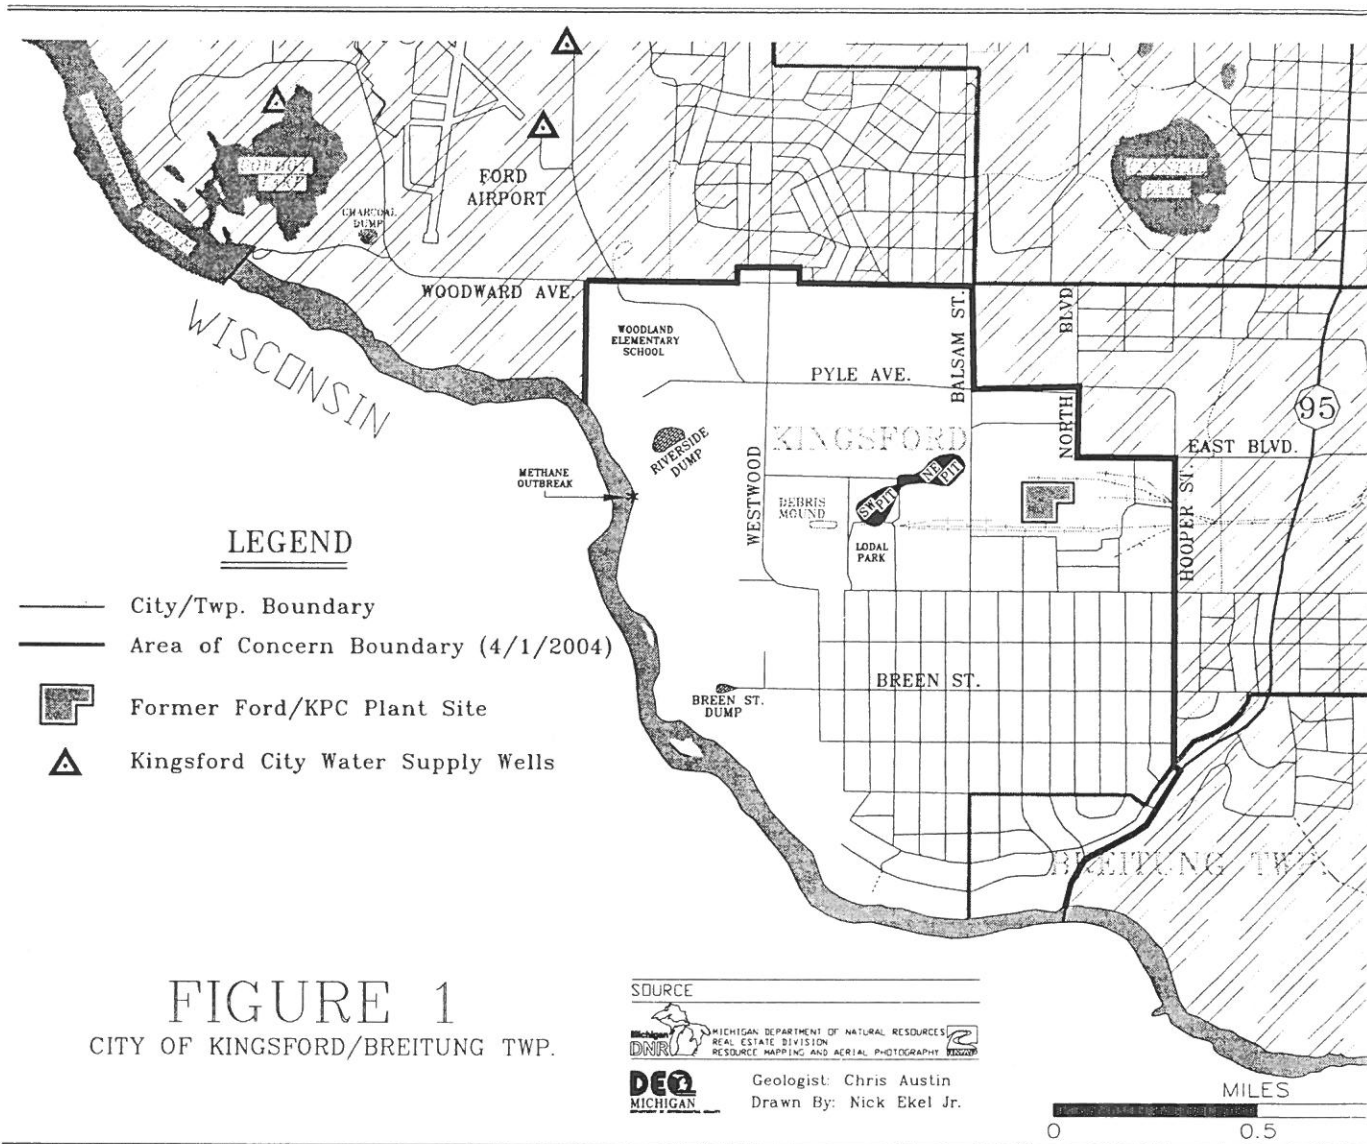 FORD
AIRPORT
CHARCOAL
DUMP
WOODWARD AVE.
WISCONSIN
WOODLAND
ELEMENTARY
SCHOOL
PYLE AVE.
BALSAM ST.
NORTH
BLVD
95
KINGSFORD
EAST BLVD.
RIVERSIDE
DUMP
METHANE
OUTBREAK
WESTWOOD
DEBRIS
MOUND
SW
PIT
NE
PIT
LODAL
PARK
HOOPER ST.
BREEN ST.
BREEN ST.
DUMP
BREITUNG TWP.
LEGEND
City/Twp. Boundary
Area of Concern Boundary (4/1/2004)
Former Ford/KPC Plant Site
Kingsford City Water Supply Wells
FIGURE 1
CITY OF KINGSFORD/BREITUNG TWP.
SOURCE
Michigan
DNR
MICHIGAN DEPARTMENT OF NATURAL RESOURCES
REAL ESTATE DIVISION
RESOURCE MAPPING AND AERIAL PHOTOGRAPHY
DEQ
MICHIGAN
Geologist: Chris Austin
Drawn By: Nick Ekel Jr.
MILES
0
0.5